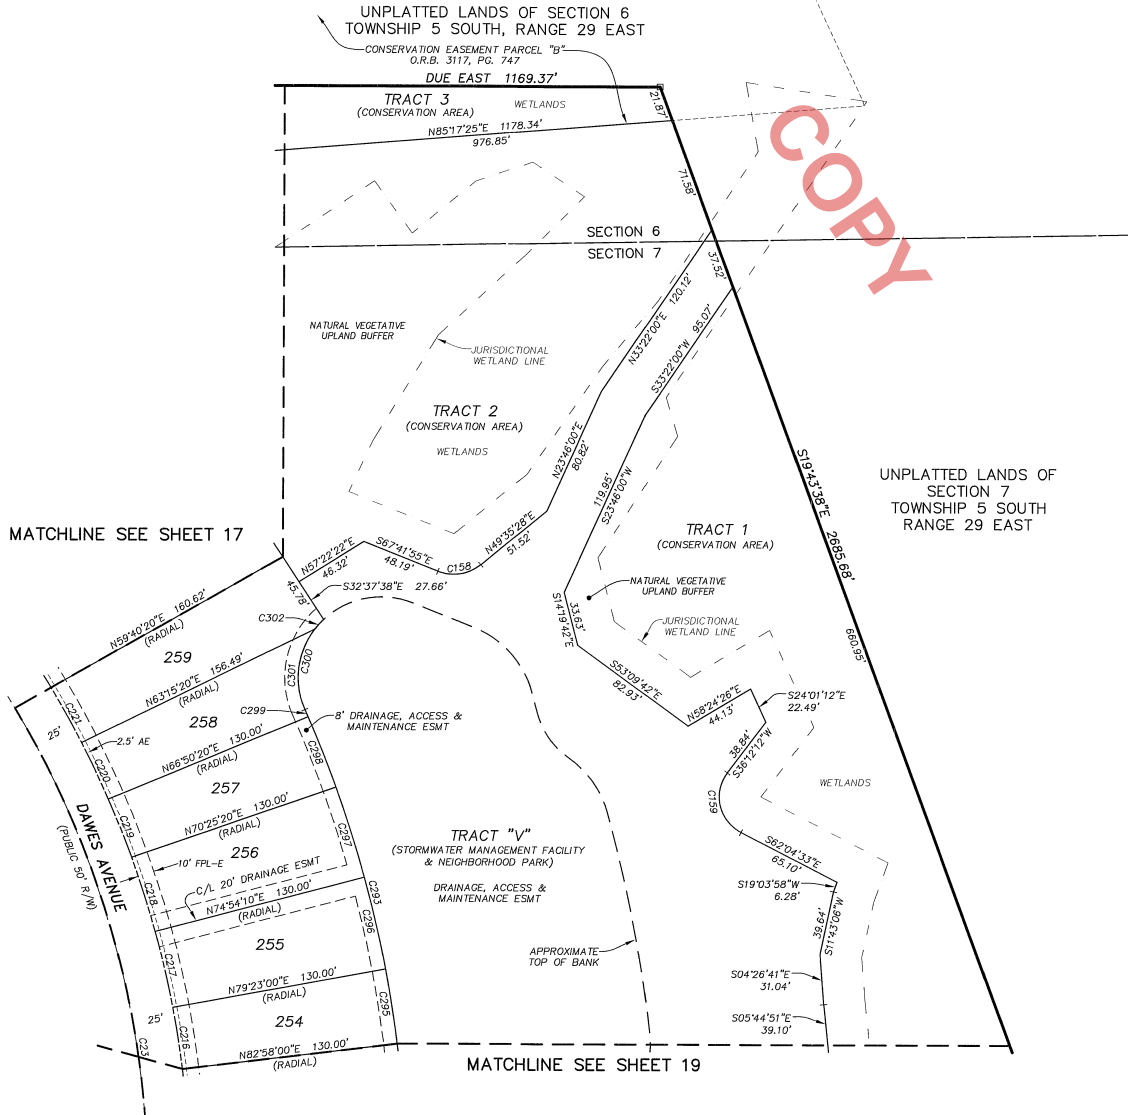 UNPLATTED LANDS OF SECTION 6
TOWNSHIP 5 SOUTH, RANGE 29 EAST
CONSERVATION EASEMENT PARCEL "B"
O.R.B. 3117, PG. 747
DUE EAST 1169.37'
TRACT 3
(CONSERVATION AREA)
WETLANDS
21.87'
N85°17'25"E 1178.34'
976.85'
COPY
71.58'
SECTION 6
SECTION 7
37.52'
N33°22'00"E 120.12'
S33°22'00"W 95.07'
NATURAL VEGETATIVE
UPLAND BUFFER
JURISDICTIONAL
WETLAND LINE
TRACT 2
(CONSERVATION AREA)
WETLANDS
N23°46'00"E
80.82'
119.95'
S23°46'00"W
S19°43'38"E 2685.68'
660.95'
UNPLATTED LANDS OF
SECTION 7
TOWNSHIP 5 SOUTH
RANGE 29 EAST
MATCHLINE SEE SHEET 17
N57°22'22"E
46.32'
S67°41'55"E
48.19'
C158
N49°35'28"E
51.52'
TRACT 1
(CONSERVATION AREA)
S32°37'38"E 27.66'
45.78'
C302
NATURAL VEGETATIVE
UPLAND BUFFER
33.63'
S14°19'42"E
JURISDICTIONAL
WETLAND LINE
N59°40'20"E 160.62'
(RADIAL)
259
N63°15'20"E 156.49'
(RADIAL)
C301
C300
S53°09'42"E
82.93'
N58°24'26"E
44.13'
S24°01'12"E
22.49'
38.84'
S36°12'12"W
C221
25'
258
C299
8' DRAINAGE, ACCESS &
MAINTENANCE ESMT
2.5' AE
N66°50'20"E 130.00'
(RADIAL)
C298
C220
257
C159
WETLANDS
DAWES AVENUE
(PUBLIC 50' R/W)
C219
N70°25'20"E 130.00'
(RADIAL)
C297
256
10' FPL-E
TRACT "V"
(STORMWATER MANAGEMENT FACILITY
& NEIGHBORHOOD PARK)
DRAINAGE, ACCESS &
MAINTENANCE ESMT
S62°04'33"E
65.10'
C/L 20' DRAINAGE ESMT
C218
N74°54'10"E 130.00'
(RADIAL)
C293
S19°03'58"W
6.28'
C296
39.64'
S11°43'06"W
255
C217
APPROXIMATE
TOP OF BANK
N79°23'00"E 130.00'
(RADIAL)
S04°26'41"E
31.04'
C295
25'
254
C216
S05°44'51"E
39.10'
C23
N82°58'00"E 130.00'
(RADIAL)
MATCHLINE SEE SHEET 19